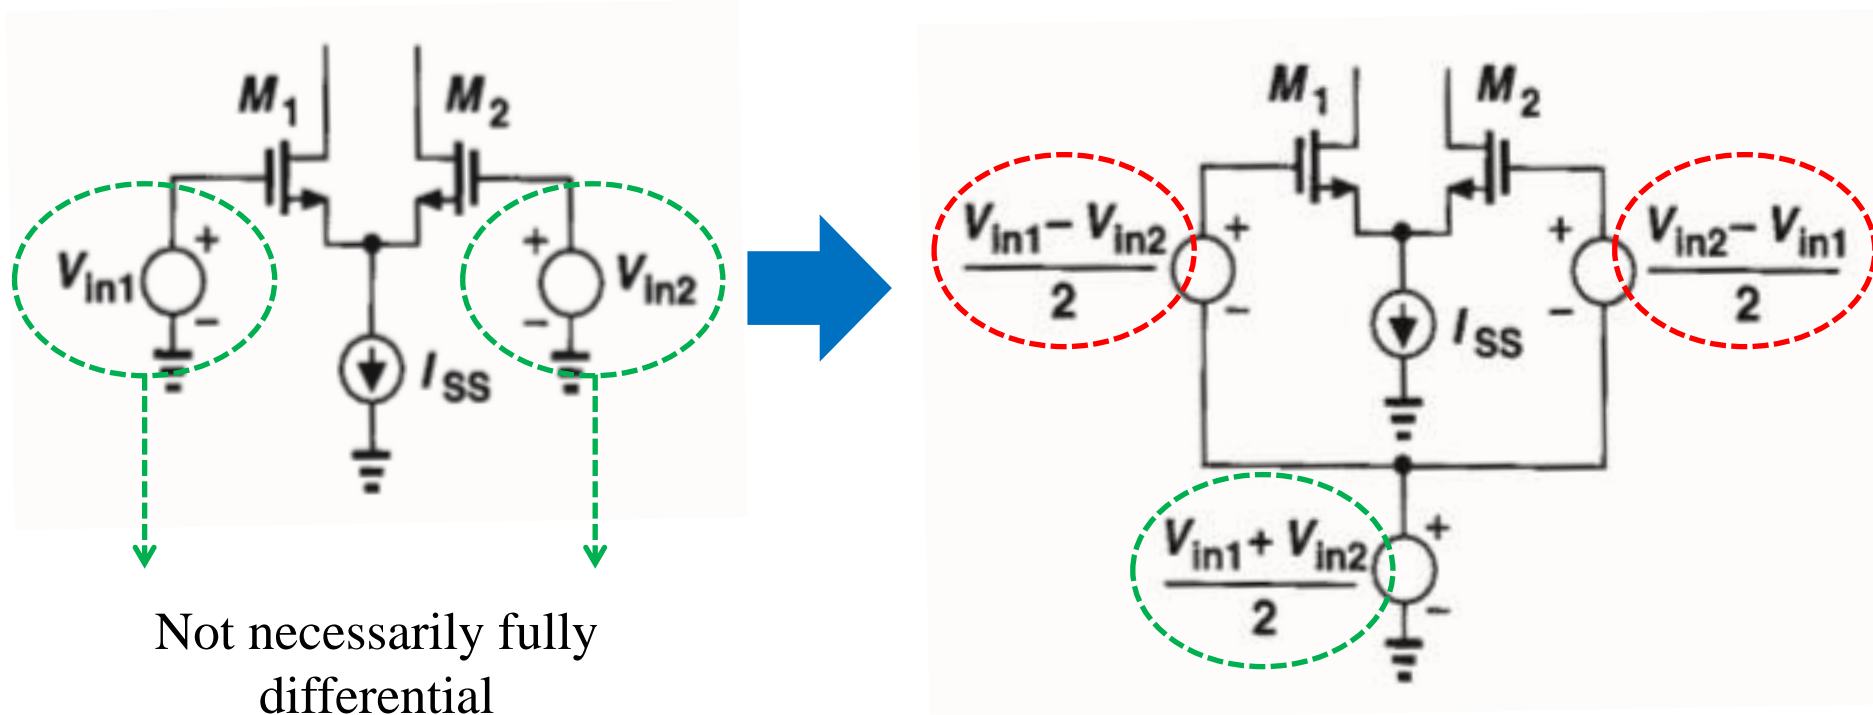 M1 M2
Vin1 + − + − Vin2
ISS
Not necessarily fully
differential
M1 M2
Vin1 − Vin2
2
+ −
+ −
Vin2 − Vin1
2
ISS
Vin1 + Vin2
2
+ −